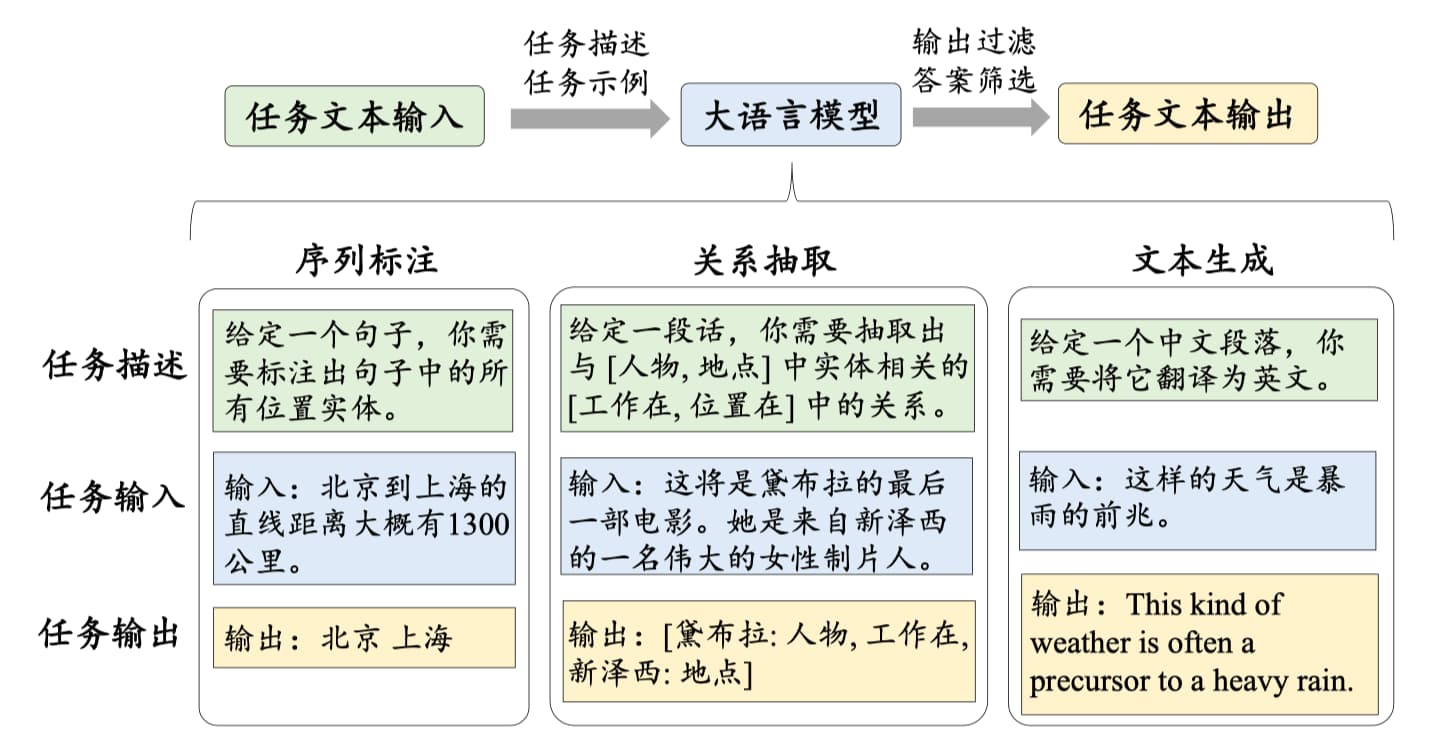 任务描述
任务示例
输出过滤
答案筛选
任务文本输入
大语言模型
任务文本输出
序列标注
关系抽取
文本生成
任务描述
给定一个句子，你需
要标注出句子中的所
有位置实体。
给定一段话，你需要抽取出
与 [人物, 地点] 中实体相关的
[工作在, 位置在] 中的关系。
给定一个中文段落，你
需要将它翻译为英文。
任务输入
输入：北京到上海的
直线距离大概有1300
公里。
输入：这将是黛布拉的最后
一部电影。她是来自新泽西
的一名伟大的女性制片人。
输入：这样的天气是暴
雨的前兆。
任务输出
输出：北京 上海
输出：[黛布拉: 人物, 工作在,
新泽西: 地点]
输出：This kind of
weather is often a
precursor to a heavy rain.